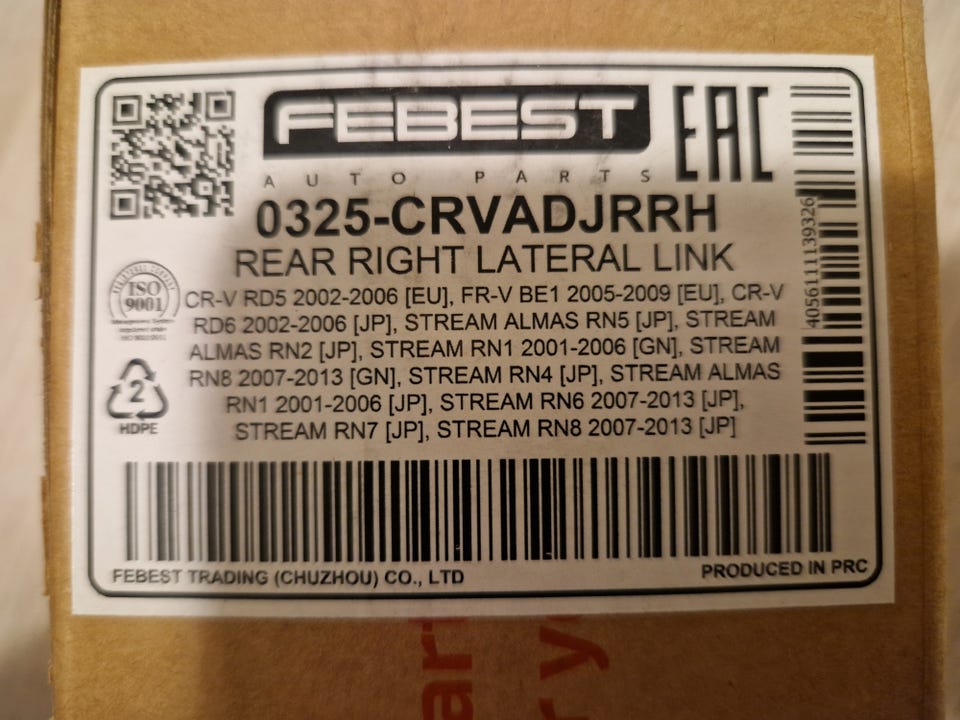 FEBEST
EAC
AUTO PARTS
0325-CRVADJRRH
REAR RIGHT LATERAL LINK
ISO
9001
CR-V RD5 2002-2006 [EU], FR-V BE1 2005-2009 [EU], CR-V
RD6 2002-2006 [JP], STREAM ALMAS RN5 [JP], STREAM
ALMAS RN2 [JP], STREAM RN1 2001-2006 [GN], STREAM
RN8 2007-2013 [GN], STREAM RN4 [JP], STREAM ALMAS
RN1 2001-2006 [JP], STREAM RN6 2007-2013 [JP],
STREAM RN7 [JP], STREAM RN8 2007-2013 [JP]
2
HDPE
4056111139326
FEBEST TRADING (CHUZHOU) CO., LTD
PRODUCED IN PRC